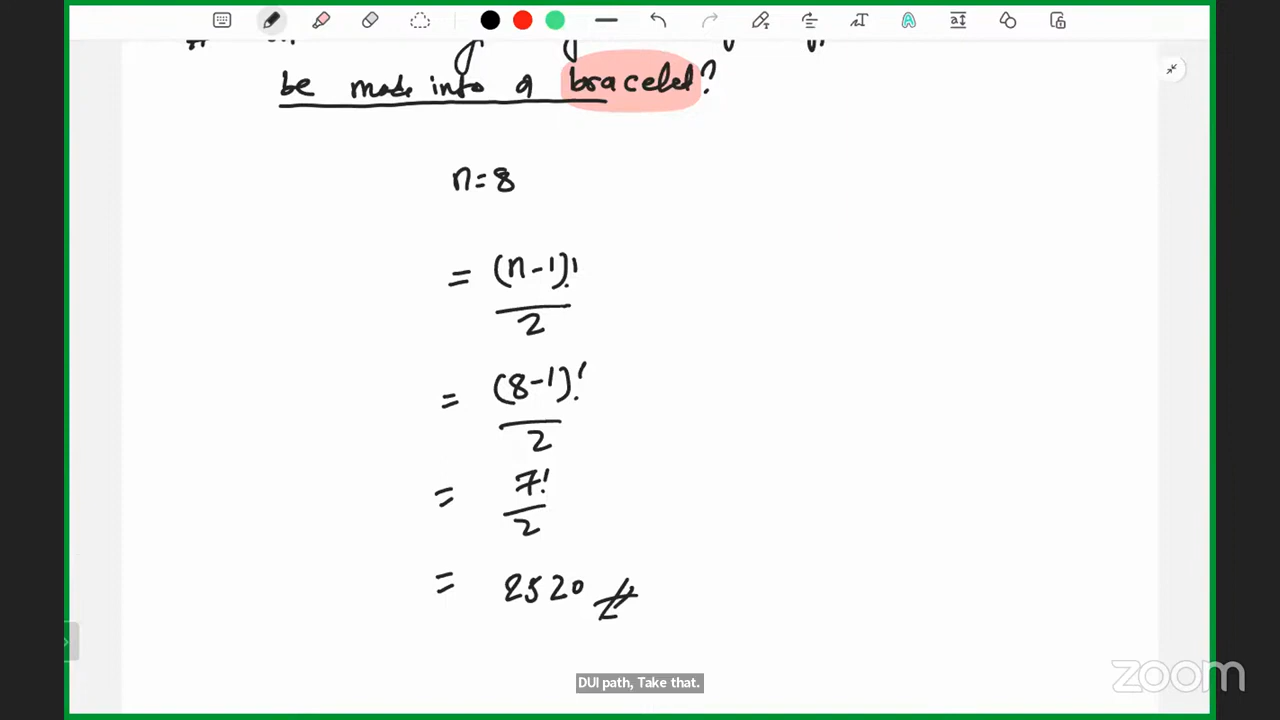 be made into a bracelet?
n=8
= (n-1)!
2
= (8-1)!
2
= 7!
2
= 2520
DUI path, Take that.
zoom